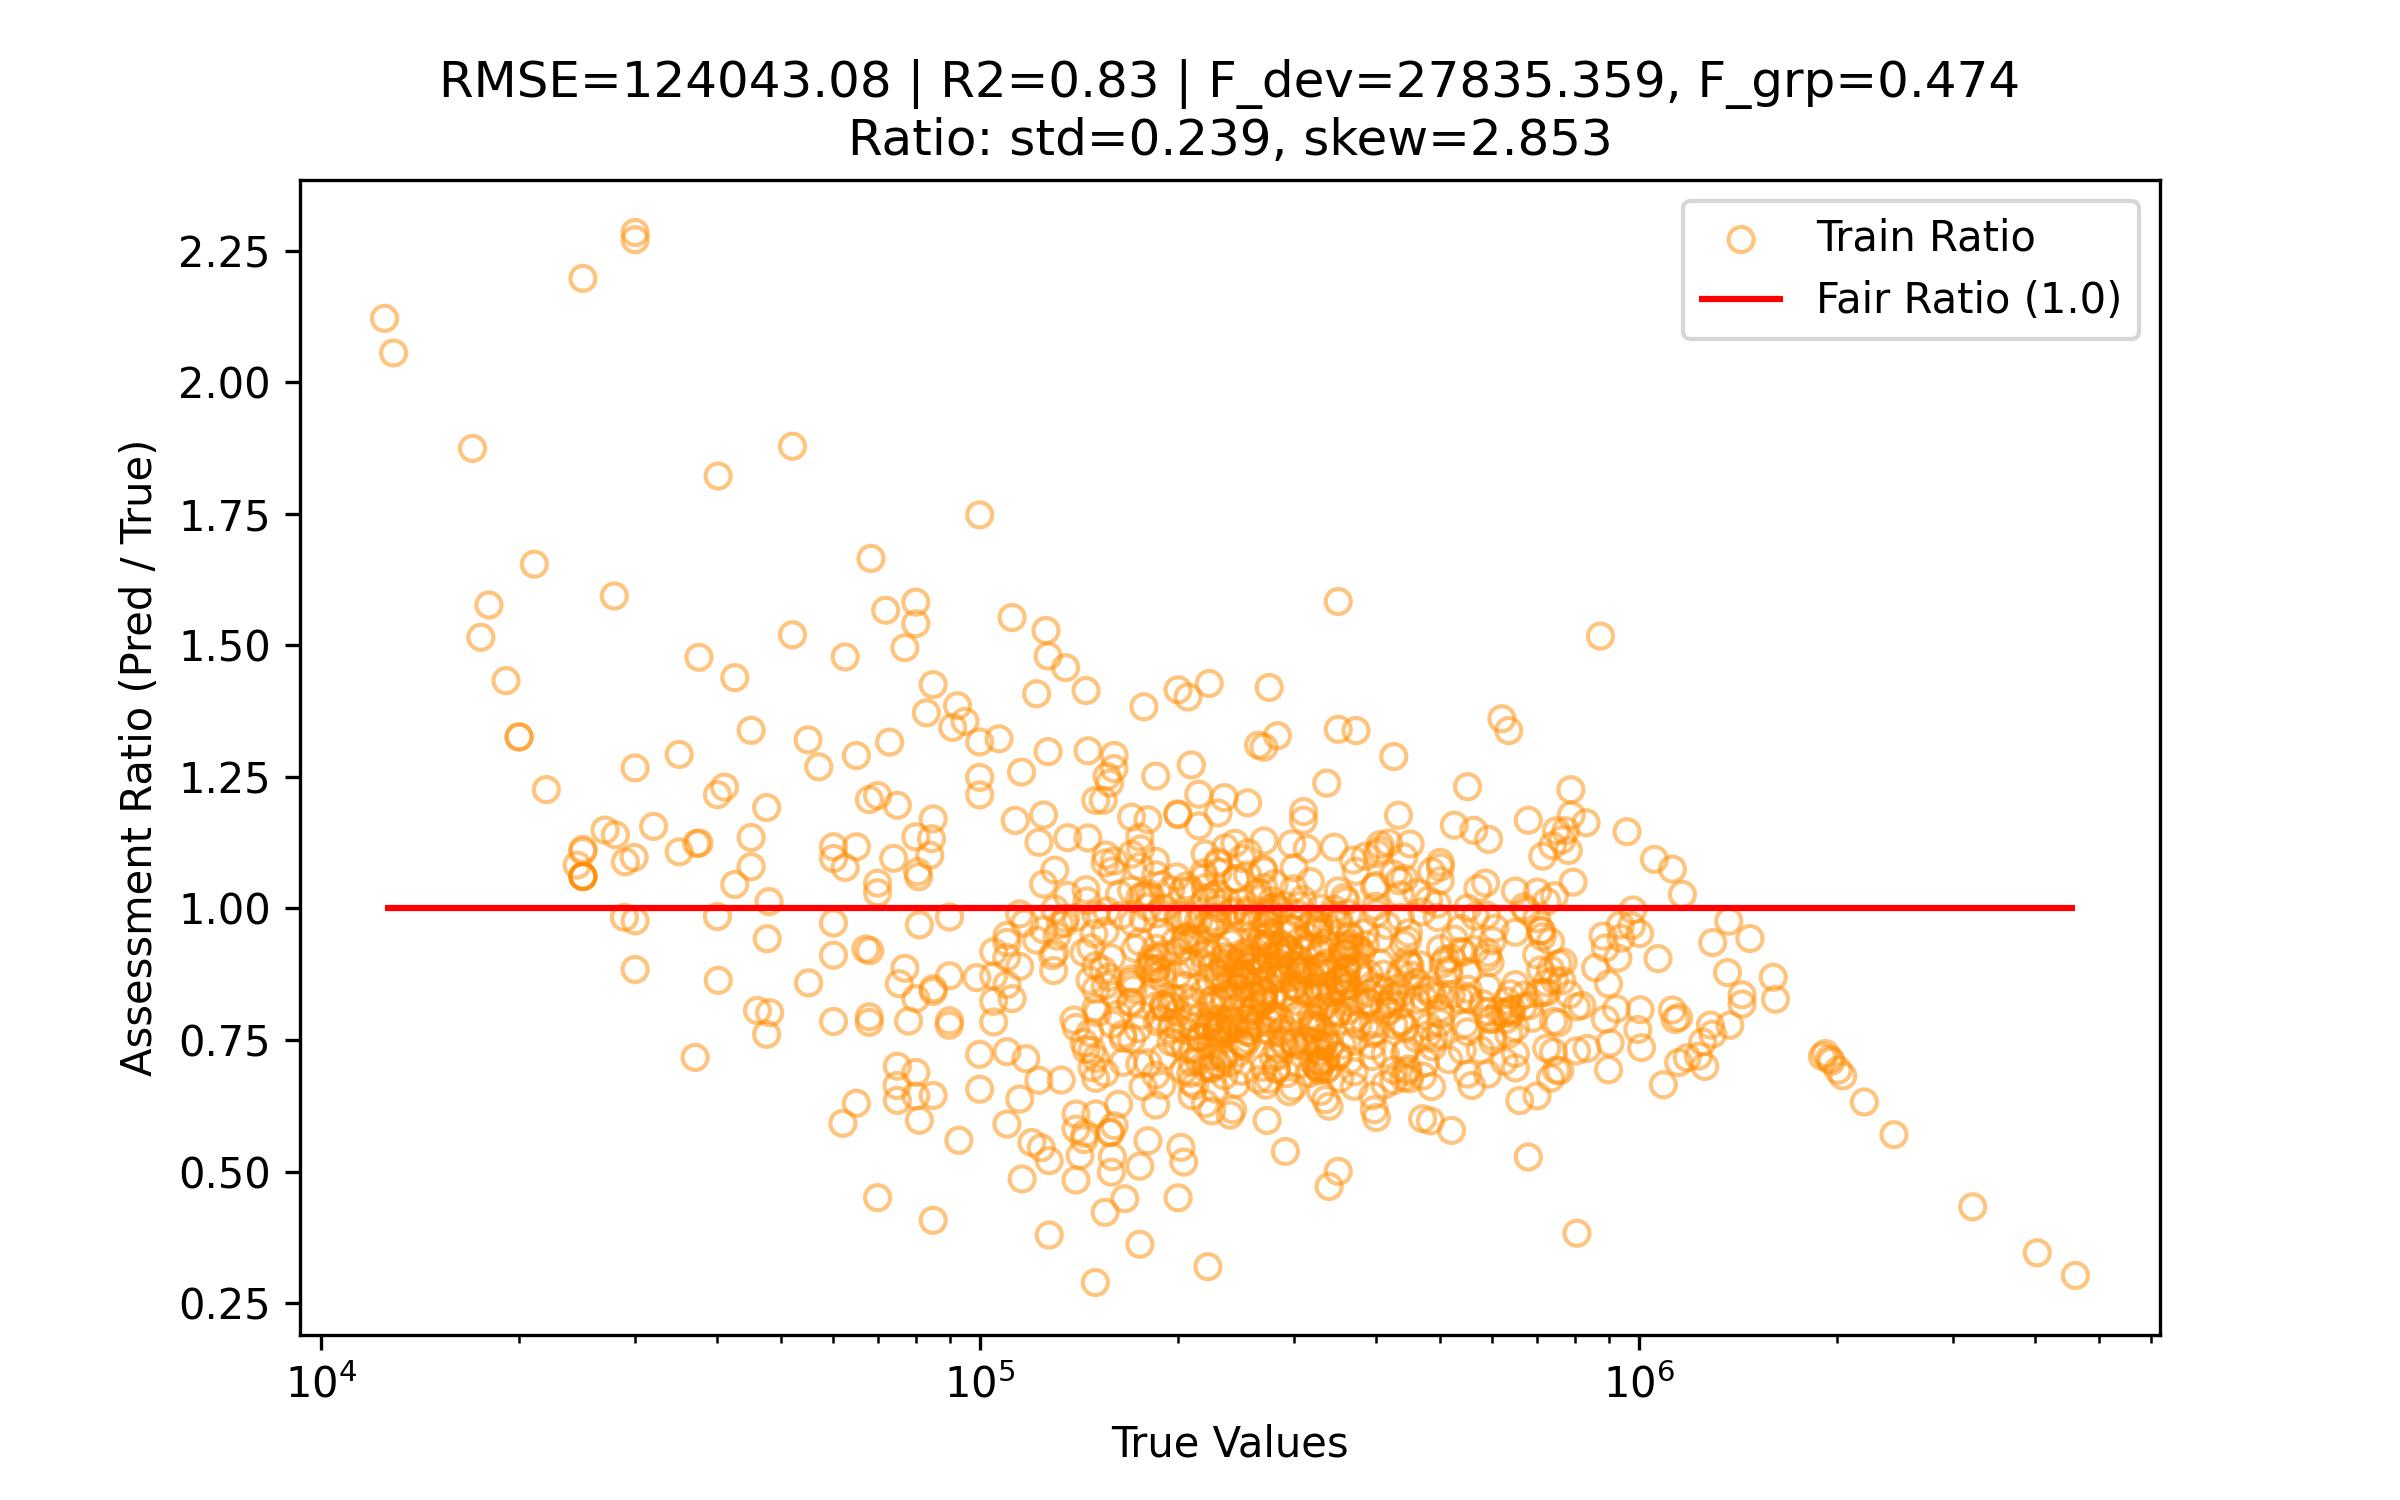 RMSE=124043.08 | R2=0.83 | F_dev=27835.359, F_grp=0.474
Ratio: std=0.239, skew=2.853
Train Ratio
Fair Ratio (1.0)
Assessment Ratio (Pred / True)
2.25
2.00
1.75
1.50
1.25
1.00
0.75
0.50
0.25
10⁴
10⁵
10⁶
True Values